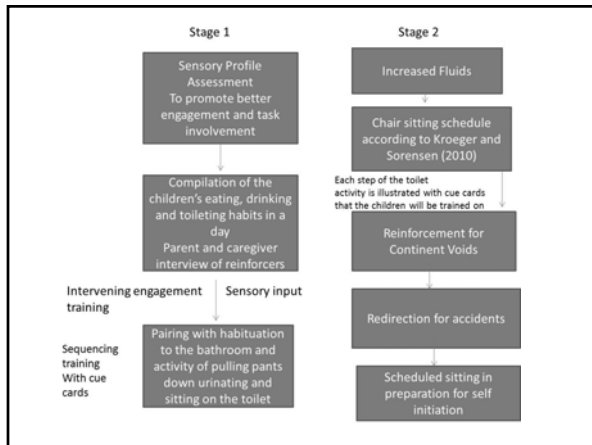 Stage 1
Sensory Profile
Assessment
To promote better
engagement and task
involvement
Compilation of the
children's eating, drinking
and toileting habits in a
day
Parent and caregiver
interview of reinforcers
Intervening engagement
training
Sensory input
Sequencing
training
With cue
cards
Pairing with habituation
to the bathroom and
activity of pulling pants
down urinating and
sitting on the toilet
Stage 2
Increased Fluids
Chair sitting schedule
according to Kroeger and
Sorensen (2010)
Each step of the toilet
activity is illustrated with cue cards
that the children will be trained on
Reinforcement for
Continent Voids
Redirection for accidents
Scheduled sitting in
preparation for self
initiation